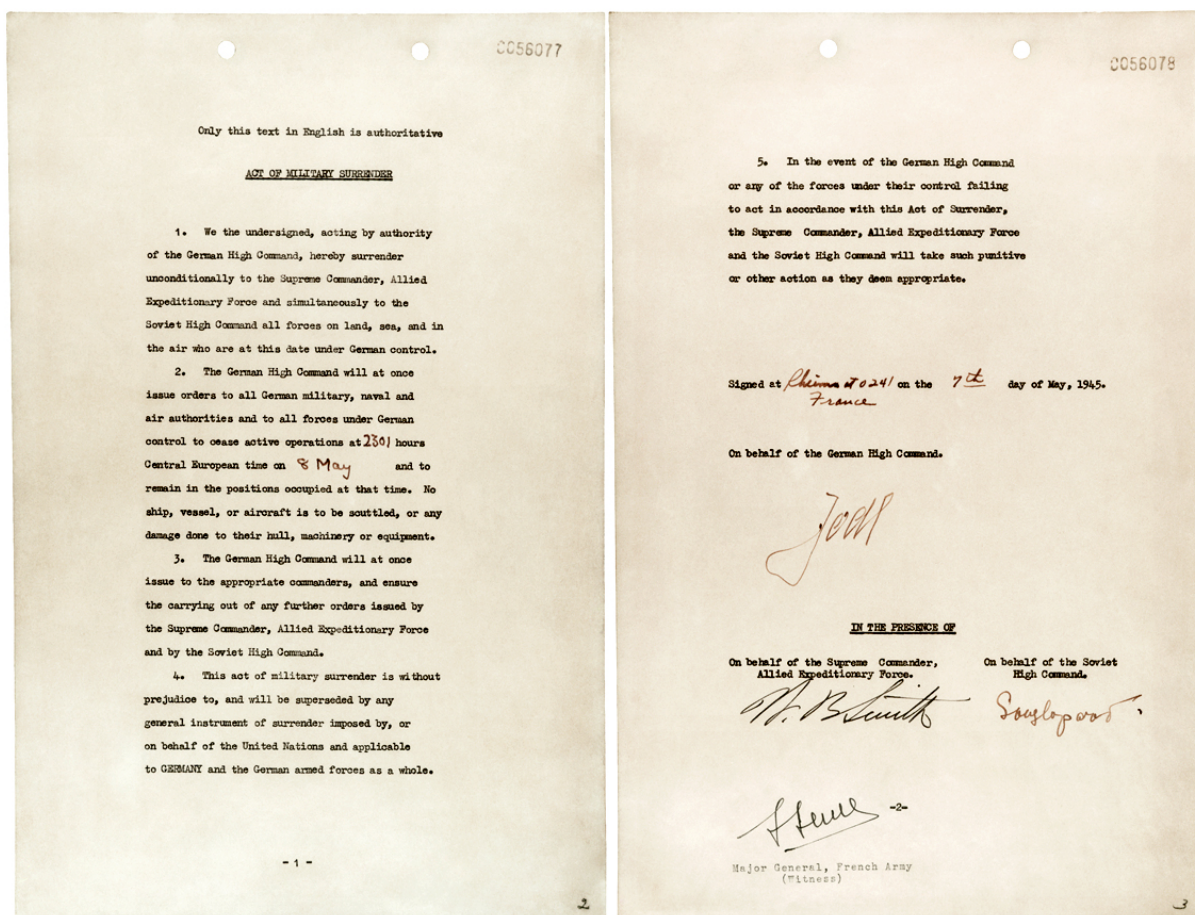 0056077
Only this text in English is authoritative
ACT OF MILITARY SURRENDER
1. We the undersigned, acting by authority
of the German High Command, hereby surrender
unconditionally to the Supreme Commander, Allied
Expeditionary Force and simultaneously to the
Soviet High Command all forces on land, sea, and in
the air who are at this date under German control.
2. The German High Command will at once
issue orders to all German military, naval and
air authorities and to all forces under German
control to cease active operations at 2301 hours
Central European time on 8 May and to
remain in the positions occupied at that time. No
ship, vessel, or aircraft is to be scuttled, or any
damage done to their hull, machinery or equipment.
3. The German High Command will at once
issue to the appropriate commanders, and ensure
the carrying out of any further orders issued by
the Supreme Commander, Allied Expeditionary Force
and by the Soviet High Command.
4. This act of military surrender is without
prejudice to, and will be superseded by any
general instrument of surrender imposed by, or
on behalf of the United Nations and applicable
to GERMANY and the German armed forces as a whole.
-1-
2
0056078
5. In the event of the German High Command
or any of the forces under their control failing
to act in accordance with this Act of Surrender,
the Supreme Commander, Allied Expeditionary Force
and the Soviet High Command will take such punitive
or other action as they deem appropriate.
Signed at Rheims at 0241 on the 7th day of May, 1945.
France
On behalf of the German High Command.
Jodl
IN THE PRESENCE OF
On behalf of the Supreme Commander,
Allied Expeditionary Force.
W. B. Smith
On behalf of the Soviet
High Command.
-2-
Major General, French Army
(Witness)
3